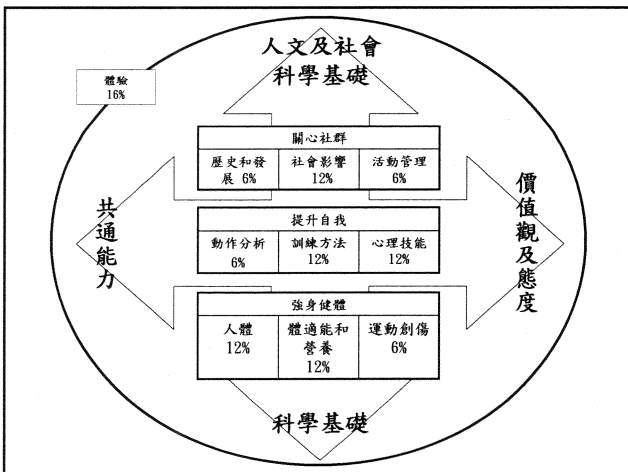 人文及社會
科學基礎
體驗
16%
關心社群
歷史和發
展 6%
社會影響
12%
活動管理
6%
共通能力
價值觀及態度
提升自我
動作分析
6%
訓練方法
12%
心理技能
12%
強身健體
人體
12%
體適能和
營養
12%
運動創傷
6%
科學基礎